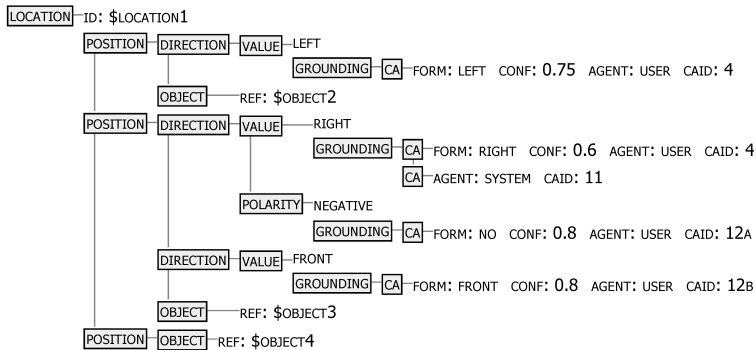 LOCATION ID: $LOCATION1
POSITION DIRECTION VALUE LEFT
GROUNDING CA FORM: LEFT CONF: 0.75 AGENT: USER CAID: 4
OBJECT REF: $OBJECT2
POSITION DIRECTION VALUE RIGHT
GROUNDING CA FORM: RIGHT CONF: 0.6 AGENT: USER CAID: 4
CA AGENT: SYSTEM CAID: 11
POLARITY NEGATIVE
GROUNDING CA FORM: NO CONF: 0.8 AGENT: USER CAID: 12A
DIRECTION VALUE FRONT
GROUNDING CA FORM: FRONT CONF: 0.8 AGENT: USER CAID: 12B
OBJECT REF: $OBJECT3
POSITION OBJECT REF: $OBJECT4